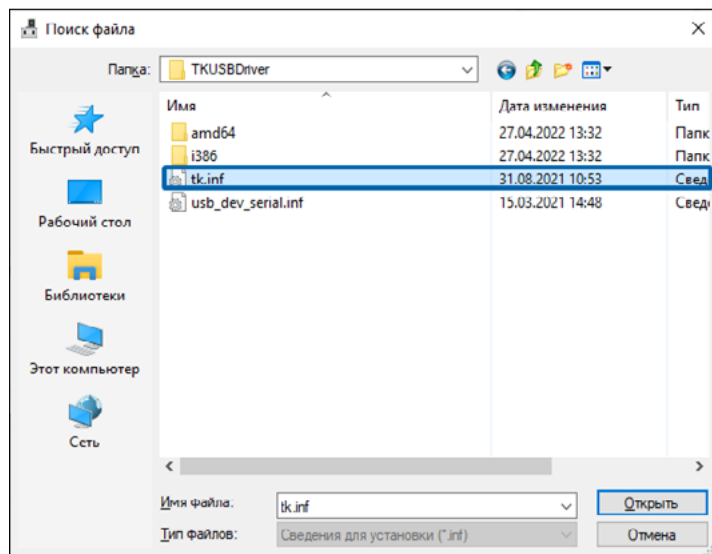 Поиск файла
Папка: TKUSBDriver
Имя Дата изменения Тип
amd64 27.04.2022 13:32 Папк
i386 27.04.2022 13:32 Папк
tk.inf 31.08.2021 10:53 Свед
usb_dev_serial.inf 15.03.2021 14:48 Свед
Быстрый доступ
Рабочий стол
Библиотеки
Этот компьютер
Сеть
Имя файла: tk.inf Открыть
Тип файлов: Сведения для установки (*.inf) Отмена